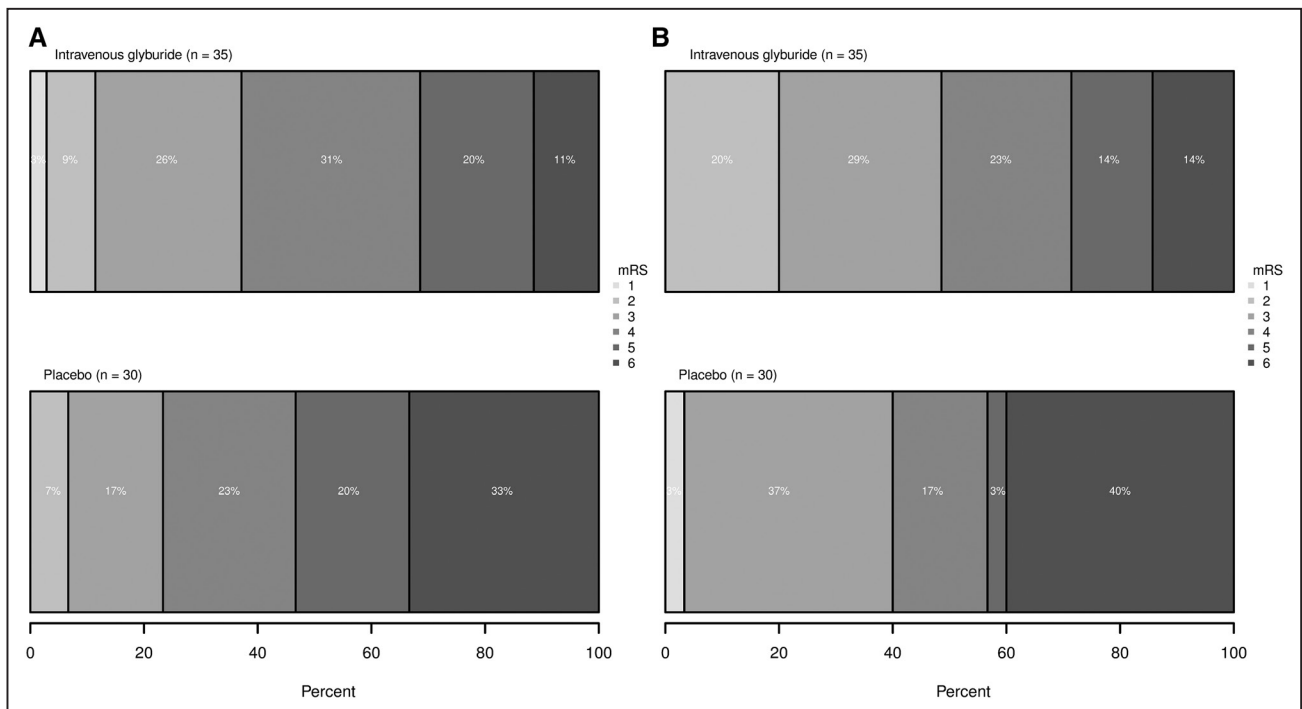 A
Intravenous glyburide (n = 35)
3% 9% 26% 31% 20% 11%
mRS
1
2
3
4
5
6
Placebo (n = 30)
7% 17% 23% 20% 33%
0 20 40 60 80 100
Percent
B
Intravenous glyburide (n = 35)
20% 29% 23% 14% 14%
mRS
1
2
3
4
5
6
Placebo (n = 30)
3% 37% 17% 3% 40%
0 20 40 60 80 100
Percent